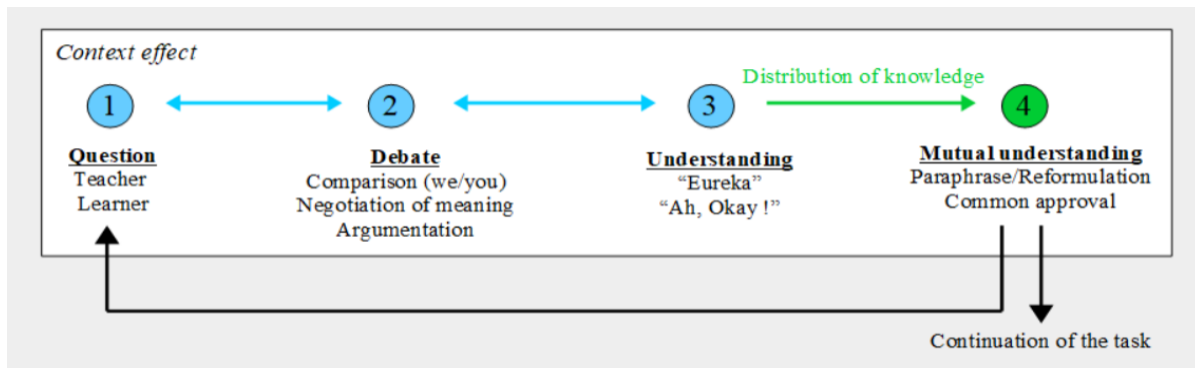 Context effect
Distribution of knowledge
1
2
3
4
Question
Teacher
Learner
Debate
Comparison (we/you)
Negotiation of meaning
Argumentation
Understanding
“Eureka”
“Ah, Okay !”
Mutual understanding
Paraphrase/Reformulation
Common approval
Continuation of the task